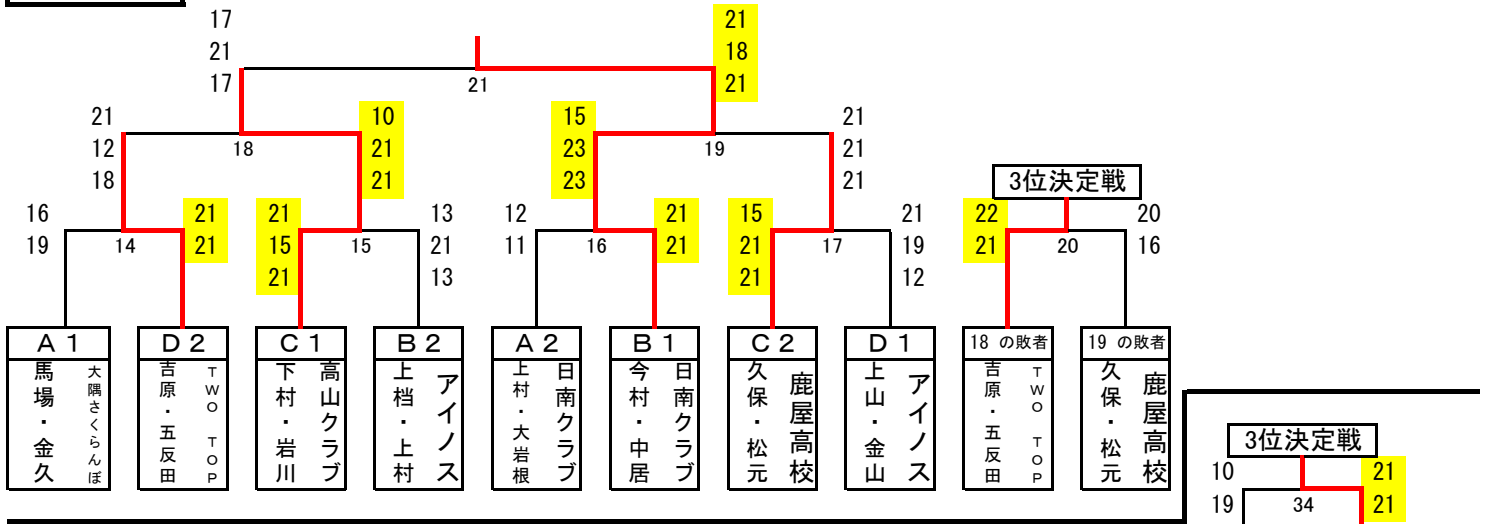 17 21
21 18
17 21 21
21 10 15 21
12 18 21 23 19 21
18 21 23 21
3位決定戦
16 21 21 13 12 21 15 21 22 20
19 14 21 15 15 21 11 16 21 21 17 19 21 20 16
21 13 21 12
A1 D2 C1 B2 A2 B1 C2 D1 18 の敗者 19 の敗者
馬場・金久 大隅さくらんぼ
吉原・五反田 TWO TOP
下村・岩川 高山クラブ
上档・上村 アイノス
上村・大岩根 日南クラブ
今村・中居 日南クラブ
久保・松元 鹿屋高校
上山・金山 アイノス
吉原・五反田 TWO TOP
久保・松元 鹿屋高校
3位決定戦
10 21
19 34 21